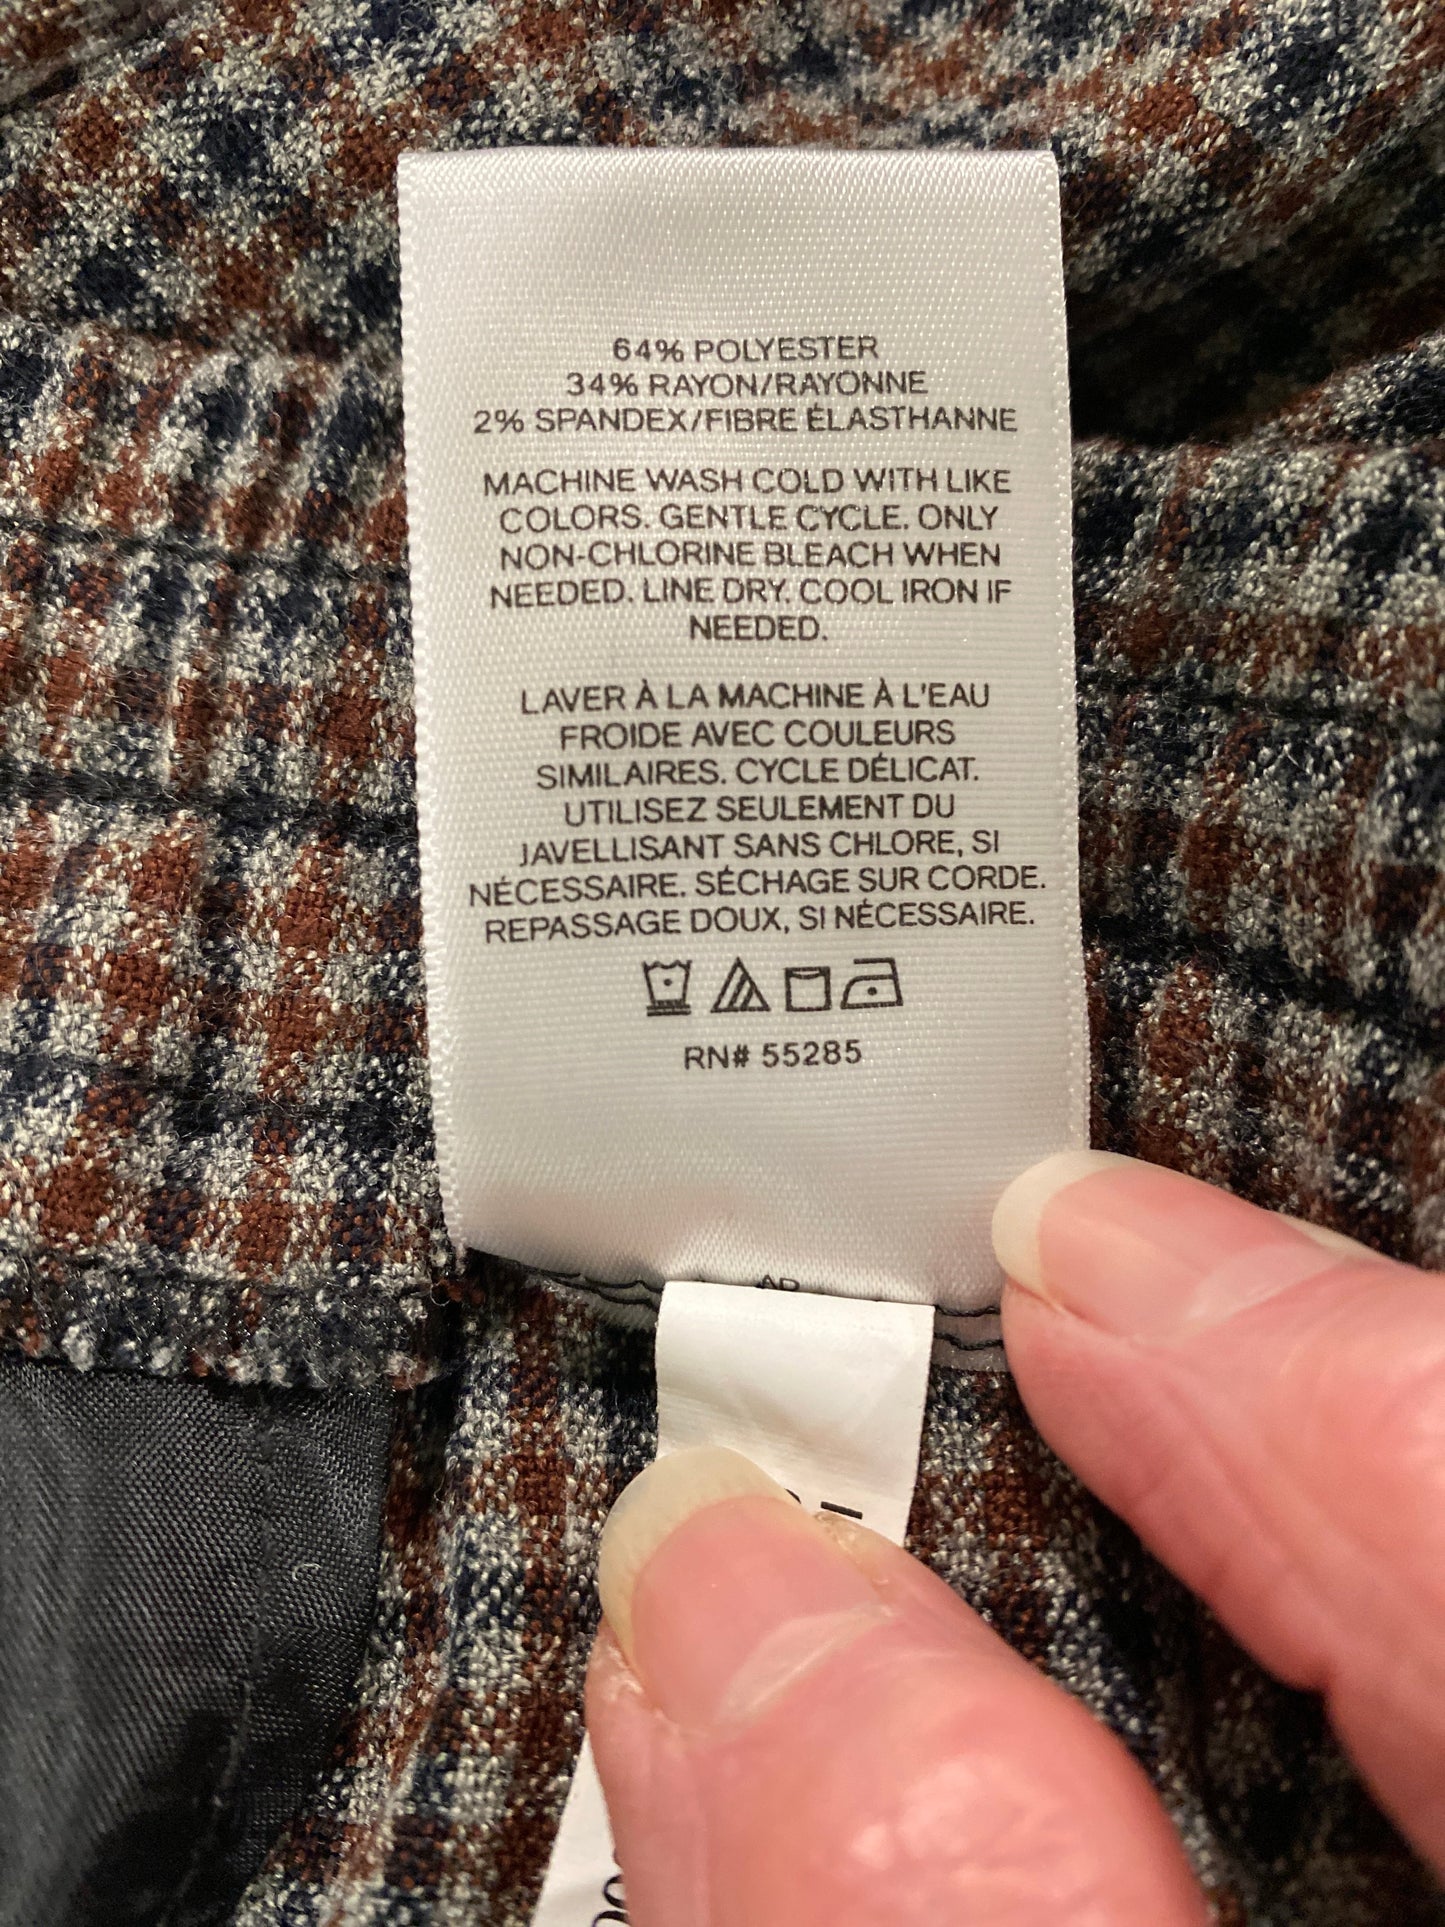 64% POLYESTER
34% RAYON/RAYONNE
2% SPANDEX/FIBRE ÉLASTHANNE
MACHINE WASH COLD WITH LIKE
COLORS. GENTLE CYCLE. ONLY
NON-CHLORINE BLEACH WHEN
NEEDED. LINE DRY. COOL IRON IF
NEEDED.
LAVER À LA MACHINE À L'EAU
FROIDE AVEC COULEURS
SIMILAIRES. CYCLE DÉLICAT.
UTILISEZ SEULEMENT DU
JAVELLISANT SANS CHLORE, SI
NÉCESSAIRE. SÉCHAGE SUR CORDE.
REPASSAGE DOUX, SI NÉCESSAIRE.
RN# 55285